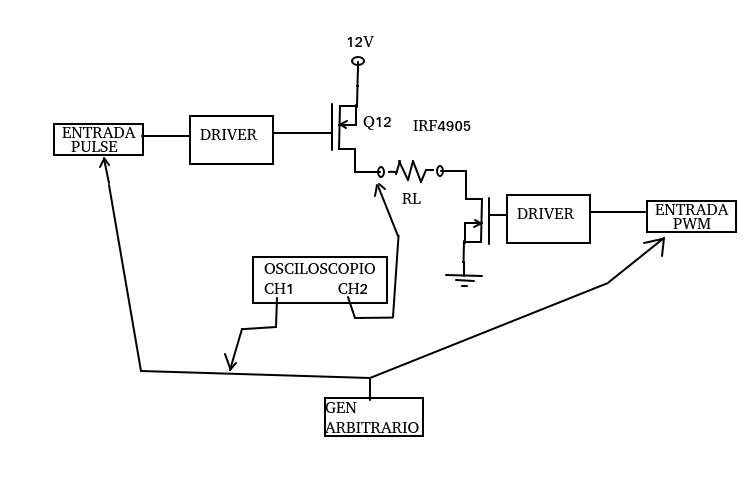 12V
Q12
IRF4905
ENTRADA
PULSE
DRIVER
RL
DRIVER
ENTRADA
PWM
OSCILOSCOPIO
CH1 CH2
GEN
ARBITRARIO